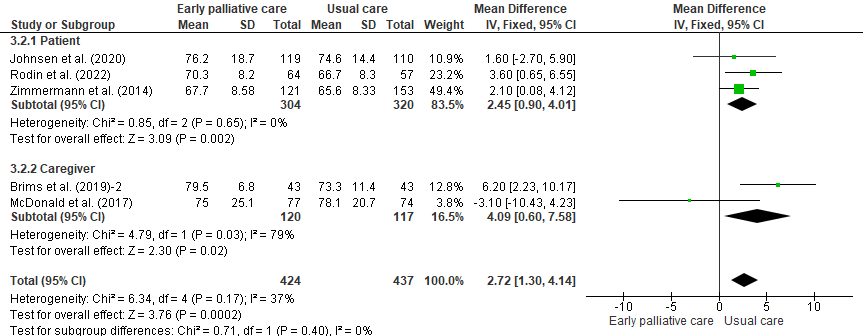 Early palliative care Usual care Mean Difference Mean Difference
Study or Subgroup Mean SD Total Mean SD Total Weight IV, Fixed, 95% CI IV, Fixed, 95% CI
3.2.1 Patient
Johnsen et al. (2020) 76.2 18.7 119 74.6 14.4 110 10.9% 1.60 [-2.70, 5.90]
Rodin et al. (2022) 70.3 8.2 64 66.7 8.3 57 23.2% 3.60 [0.65, 6.55]
Zimmermann et al. (2014) 67.7 8.58 121 65.6 8.33 153 49.4% 2.10 [0.08, 4.12]
Subtotal (95% CI) 304 320 83.5% 2.45 [0.90, 4.01]
Heterogeneity: Chi² = 0.85, df = 2 (P = 0.65); I² = 0%
Test for overall effect: Z = 3.09 (P = 0.002)
3.2.2 Caregiver
Brims et al. (2019)-2 79.5 6.8 43 73.3 11.4 43 12.8% 6.20 [2.23, 10.17]
McDonald et al. (2017) 75 25.1 77 78.1 20.7 74 3.8% -3.10 [-10.43, 4.23]
Subtotal (95% CI) 120 117 16.5% 4.09 [0.60, 7.58]
Heterogeneity: Chi² = 4.79, df = 1 (P = 0.03); I² = 79%
Test for overall effect: Z = 2.30 (P = 0.02)
Total (95% CI) 424 437 100.0% 2.72 [1.30, 4.14]
Heterogeneity: Chi² = 6.34, df = 4 (P = 0.17); I² = 37%
Test for overall effect: Z = 3.76 (P = 0.0002)
Test for subgroup differences: Chi² = 0.71, df = 1 (P = 0.40), I² = 0%
-10 -5 0 5 10
Early palliative care Usual care